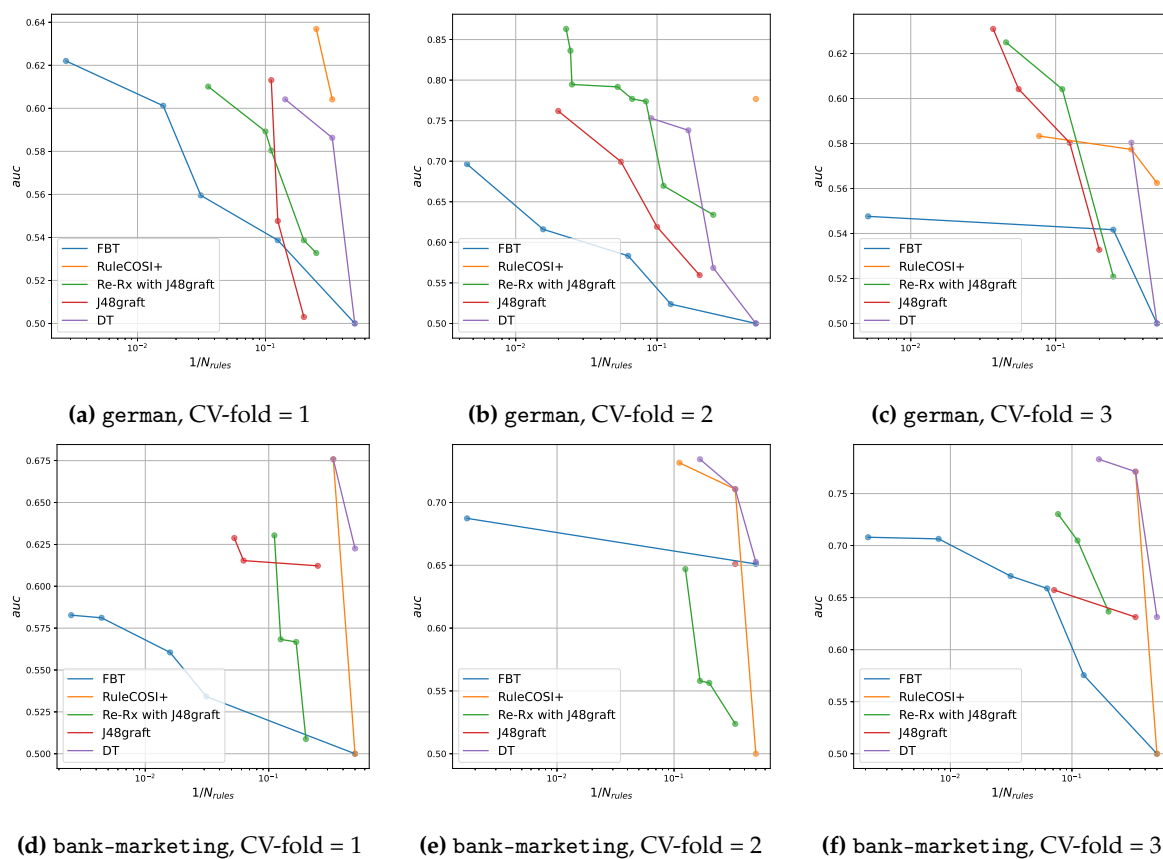 0.64
0.62
0.60
0.58
0.56
0.54
0.52
0.50
auc
10⁻²
10⁻¹
1/N_rules
FBT
RuleCOSI+
Re-Rx with J48graft
J48graft
DT
(a) german, CV-fold = 1
0.85
0.80
0.75
0.70
0.65
0.60
0.55
0.50
auc
10⁻²
10⁻¹
1/N_rules
FBT
RuleCOSI+
Re-Rx with J48graft
J48graft
DT
(b) german, CV-fold = 2
0.62
0.60
0.58
0.56
0.54
0.52
0.50
auc
10⁻²
10⁻¹
1/N_rules
FBT
RuleCOSI+
Re-Rx with J48graft
J48graft
DT
(c) german, CV-fold = 3
0.675
0.650
0.625
0.600
0.575
0.550
0.525
0.500
auc
10⁻²
10⁻¹
1/N_rules
FBT
RuleCOSI+
Re-Rx with J48graft
J48graft
DT
(d) bank-marketing, CV-fold = 1
0.70
0.65
0.60
0.55
0.50
auc
10⁻²
10⁻¹
1/N_rules
FBT
RuleCOSI+
Re-Rx with J48graft
J48graft
DT
(e) bank-marketing, CV-fold = 2
0.75
0.70
0.65
0.60
0.55
0.50
auc
10⁻²
10⁻¹
1/N_rules
FBT
RuleCOSI+
Re-Rx with J48graft
J48graft
DT
(f) bank-marketing, CV-fold = 3